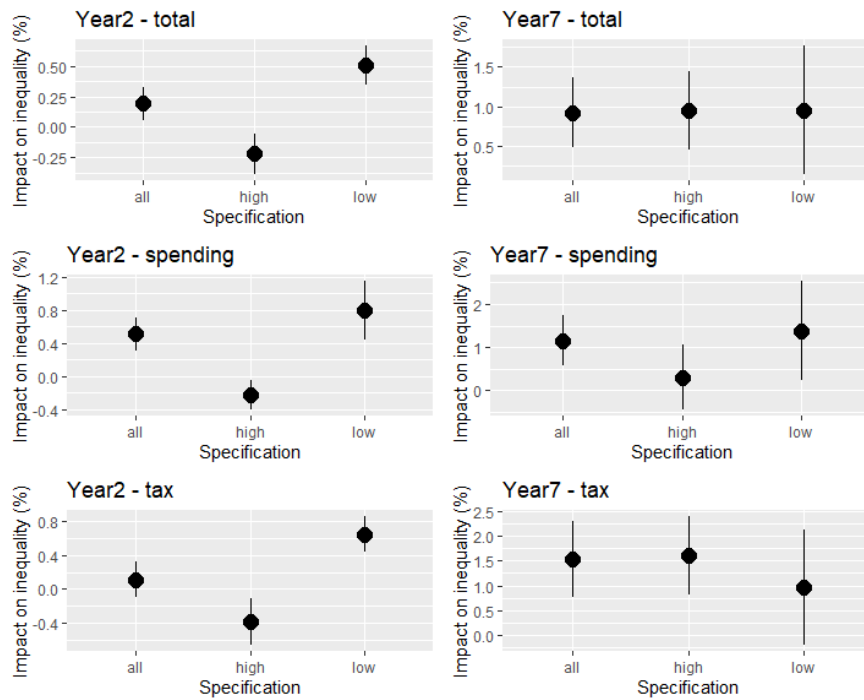 Year2 - total
Impact on inequality (%)
0.50
0.25
0.00
-0.25
all high low
Specification
Year7 - total
Impact on inequality (%)
1.5
1.0
0.5
all high low
Specification
Year2 - spending
Impact on inequality (%)
1.2
0.8
0.4
0.0
-0.4
all high low
Specification
Year7 - spending
Impact on inequality (%)
2
1
0
all high low
Specification
Year2 - tax
Impact on inequality (%)
0.8
0.4
0.0
-0.4
all high low
Specification
Year7 - tax
Impact on inequality (%)
2.5
2.0
1.5
1.0
0.5
0.0
all high low
Specification